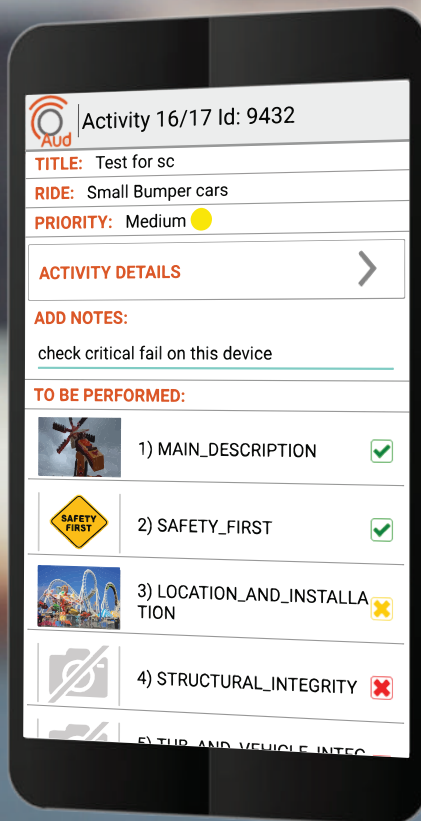 Aud
Activity 16/17 Id: 9432
TITLE: Test for sc
RIDE: Small Bumper cars
PRIORITY: Medium
ACTIVITY DETAILS
ADD NOTES:
check critical fail on this device
TO BE PERFORMED:
1) MAIN_DESCRIPTION
SAFETY
FIRST
2) SAFETY_FIRST
3) LOCATION_AND_INSTALLA
TION
4) STRUCTURAL_INTEGRITY
5) TUB_AND_VEHICLE_INTEG